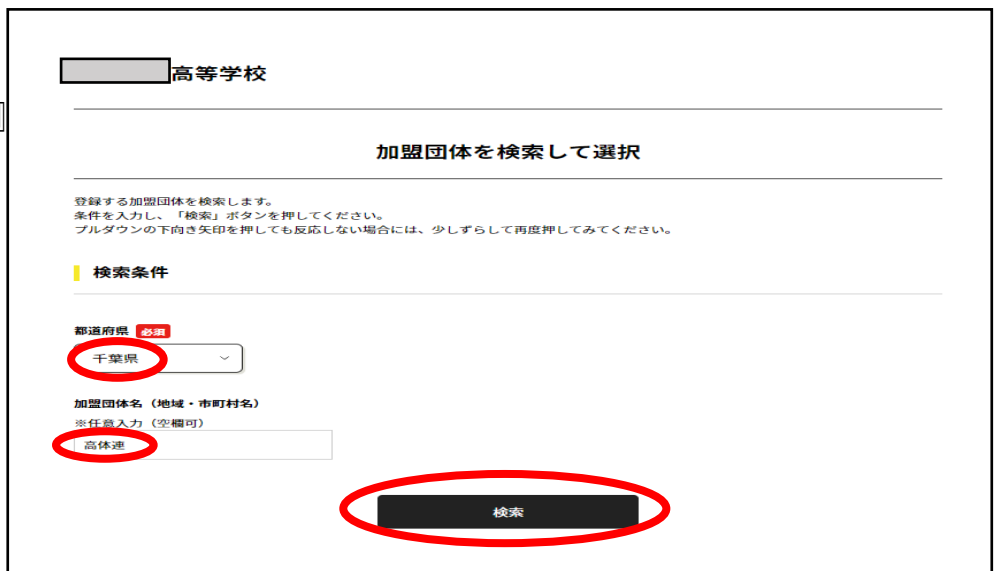 高等学校
加盟団体を検索して選択
登録する加盟団体を検索します。
条件を入力し、「検索」ボタンを押してください。
プルダウンの下向き矢印を押しても反応しない場合には、少しずらして再度押してみてください。
検索条件
都道府県 必須
千葉県
加盟団体名（地域・市町村名）
※任意入力（空欄可）
高体連
検索